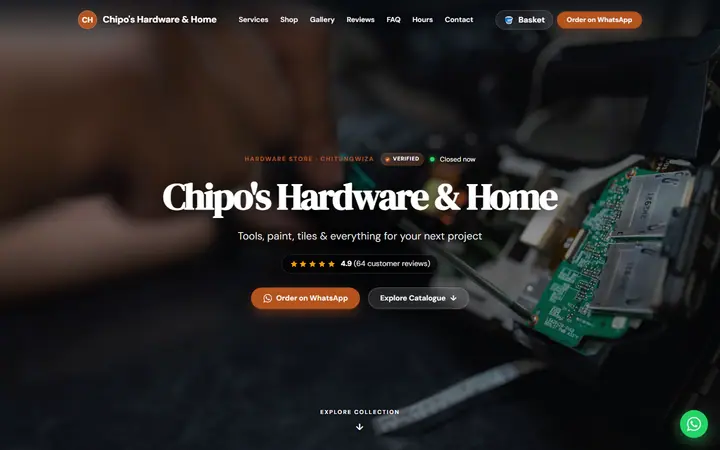 CH Chipo's Hardware & Home Services Shop Gallery Reviews FAQ Hours Contact Basket Order on WhatsApp
HARDWARE STORE · CHITUNGWIZA VERIFIED Closed now
Chipo's Hardware & Home
Tools, paint, tiles & everything for your next project
4.9 (64 customer reviews)
Order on WhatsApp Explore Catalogue
EXPLORE COLLECTION